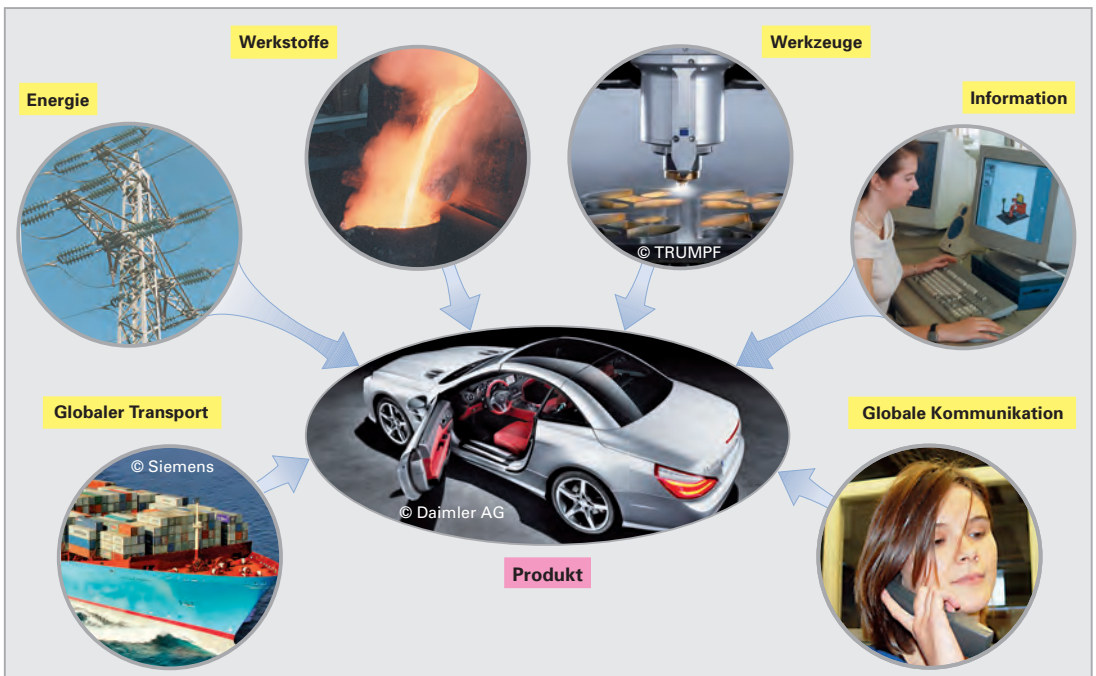 Werkstoffe
Werkzeuge
Energie
Information
© TRUMPF
Globaler Transport
Globale Kommunikation
© Siemens
© Daimler AG
Produkt